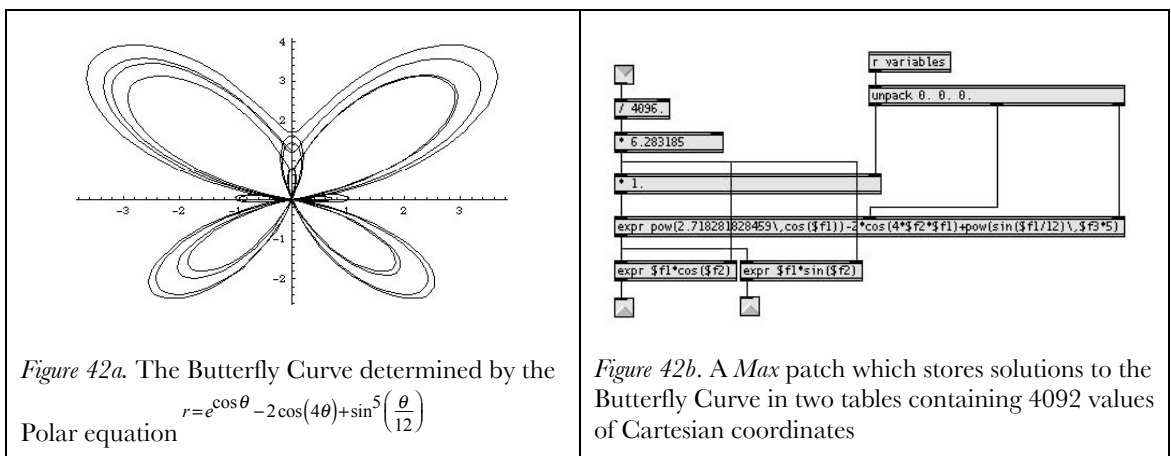 4
3
2
-3
-2
-1
1
2
3
-1
-2
Figure 42a. The Butterfly Curve determined by the
Polar equation r=e^cosθ −2cos(4θ)+sin^5(θ/12)
r variables
unpack 0. 0. 0.
/ 4096.
* 6.283185
* 1.
expr pow(2.718281828459\,cos($f1))-2*cos(4*$f2*$f1)+pow(sin($f1/12)\,$f3*5)
expr $f1*cos($f2)
expr $f1*sin($f2)
Figure 42b. A Max patch which stores solutions to the
Butterfly Curve in two tables containing 4092 values
of Cartesian coordinates